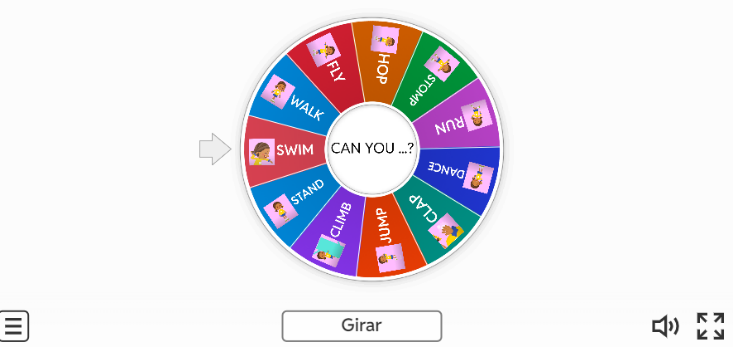 FLY
HOP
STOMP
WALK
RUN
SWIM
CAN YOU ...?
DANCE
STAND
CLAP
CLIMB
JUMP
Girar